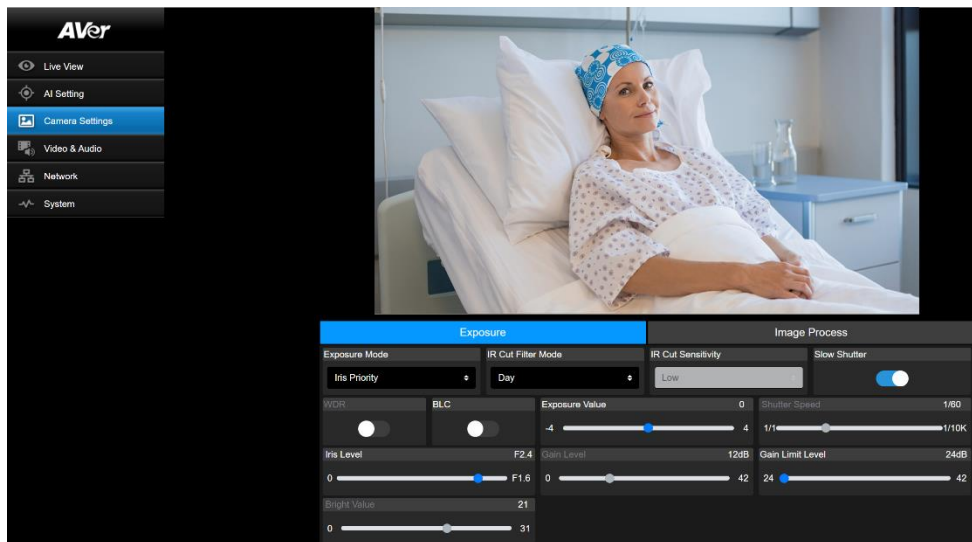 AVer
Live View
AI Setting
Camera Settings
Video & Audio
Network
System
Exposure Image Process
Exposure Mode IR Cut Filter Mode IR Cut Sensitivity Slow Shutter
Iris Priority Day Low
WDR BLC Exposure Value 0 Shutter Speed 1/60
-4 4 1/1 1/10K
Iris Level F2.4 Gain Level 12dB Gain Limit Level 24dB
0 F1.6 0 42 24 42
Bright Value 21
0 31